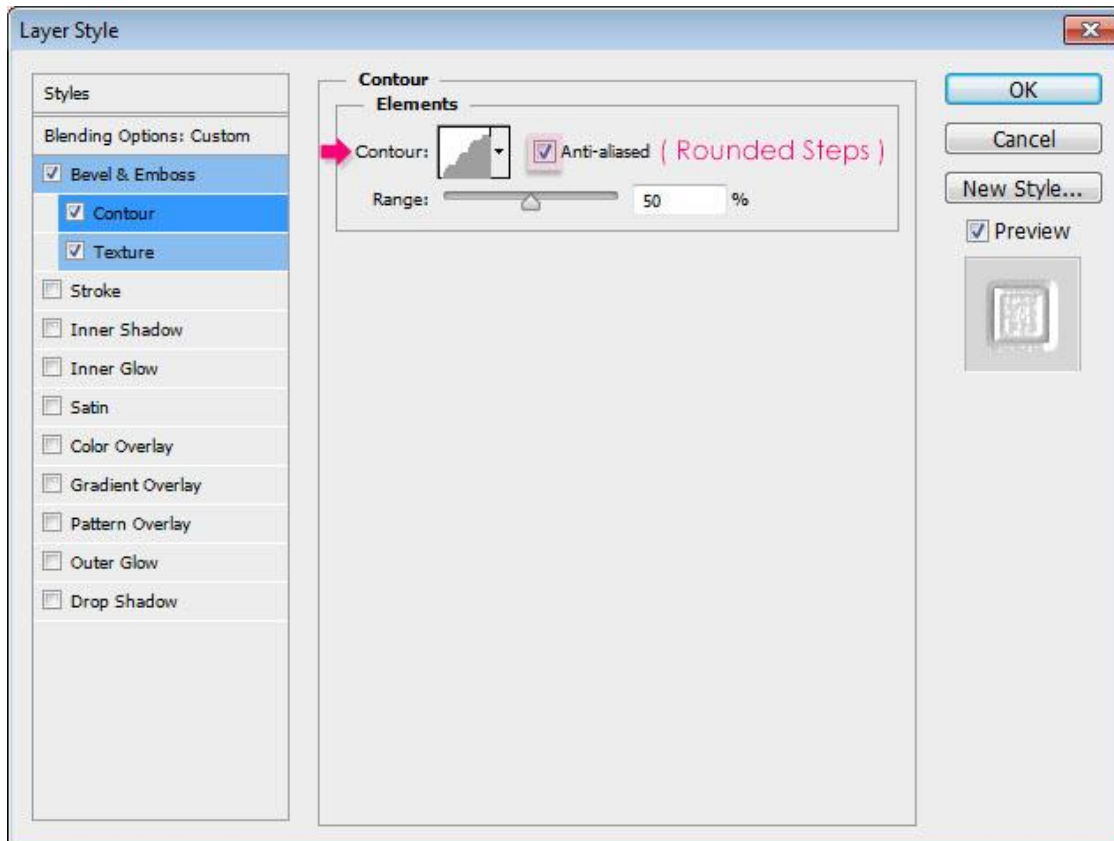 Layer Style
Styles
Blending Options: Custom
Bevel & Emboss
Contour
Texture
Stroke
Inner Shadow
Inner Glow
Satin
Color Overlay
Gradient Overlay
Pattern Overlay
Outer Glow
Drop Shadow
Contour
Elements
Contour: Anti-aliased ( Rounded Steps )
Range: 50 %
OK
Cancel
New Style...
Preview